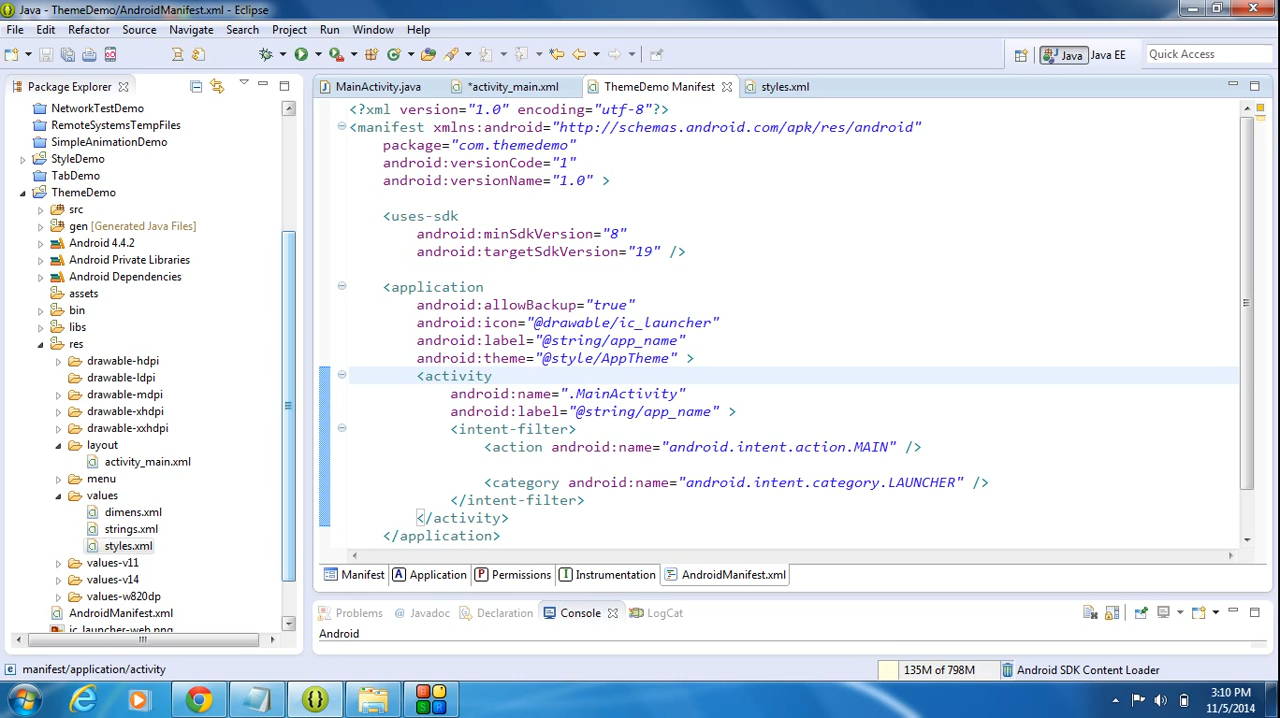 Java - ThemeDemo/AndroidManifest.xml - Eclipse
File Edit Refactor Source Navigate Search Project Run Window Help
Java Java EE Quick Access
Package Explorer
NetworkTestDemo
RemoteSystemsTempFiles
SimpleAnimationDemo
StyleDemo
TabDemo
ThemeDemo
src
gen [Generated Java Files]
Android 4.4.2
Android Private Libraries
Android Dependencies
assets
bin
libs
res
drawable-hdpi
drawable-ldpi
drawable-mdpi
drawable-xhdpi
drawable-xxhdpi
layout
activity_main.xml
menu
values
dimens.xml
strings.xml
styles.xml
values-v11
values-v14
values-w820dp
AndroidManifest.xml
ic_launcher-web.png
MainActivity.java *activity_main.xml ThemeDemo Manifest styles.xml
<?xml version="1.0" encoding="utf-8"?>
<manifest xmlns:android="http://schemas.android.com/apk/res/android"
package="com.themedemo"
android:versionCode="1"
android:versionName="1.0" >
<uses-sdk
android:minSdkVersion="8"
android:targetSdkVersion="19" />
<application
android:allowBackup="true"
android:icon="@drawable/ic_launcher"
android:label="@string/app_name"
android:theme="@style/AppTheme" >
<activity
android:name=".MainActivity"
android:label="@string/app_name" >
<intent-filter>
<action android:name="android.intent.action.MAIN" />
<category android:name="android.intent.category.LAUNCHER" />
</intent-filter>
</activity>
</application>
Manifest Application Permissions Instrumentation AndroidManifest.xml
Problems Javadoc Declaration Console LogCat
Android
manifest/application/activity 135M of 798M Android SDK Content Loader
3:10 PM
11/5/2014